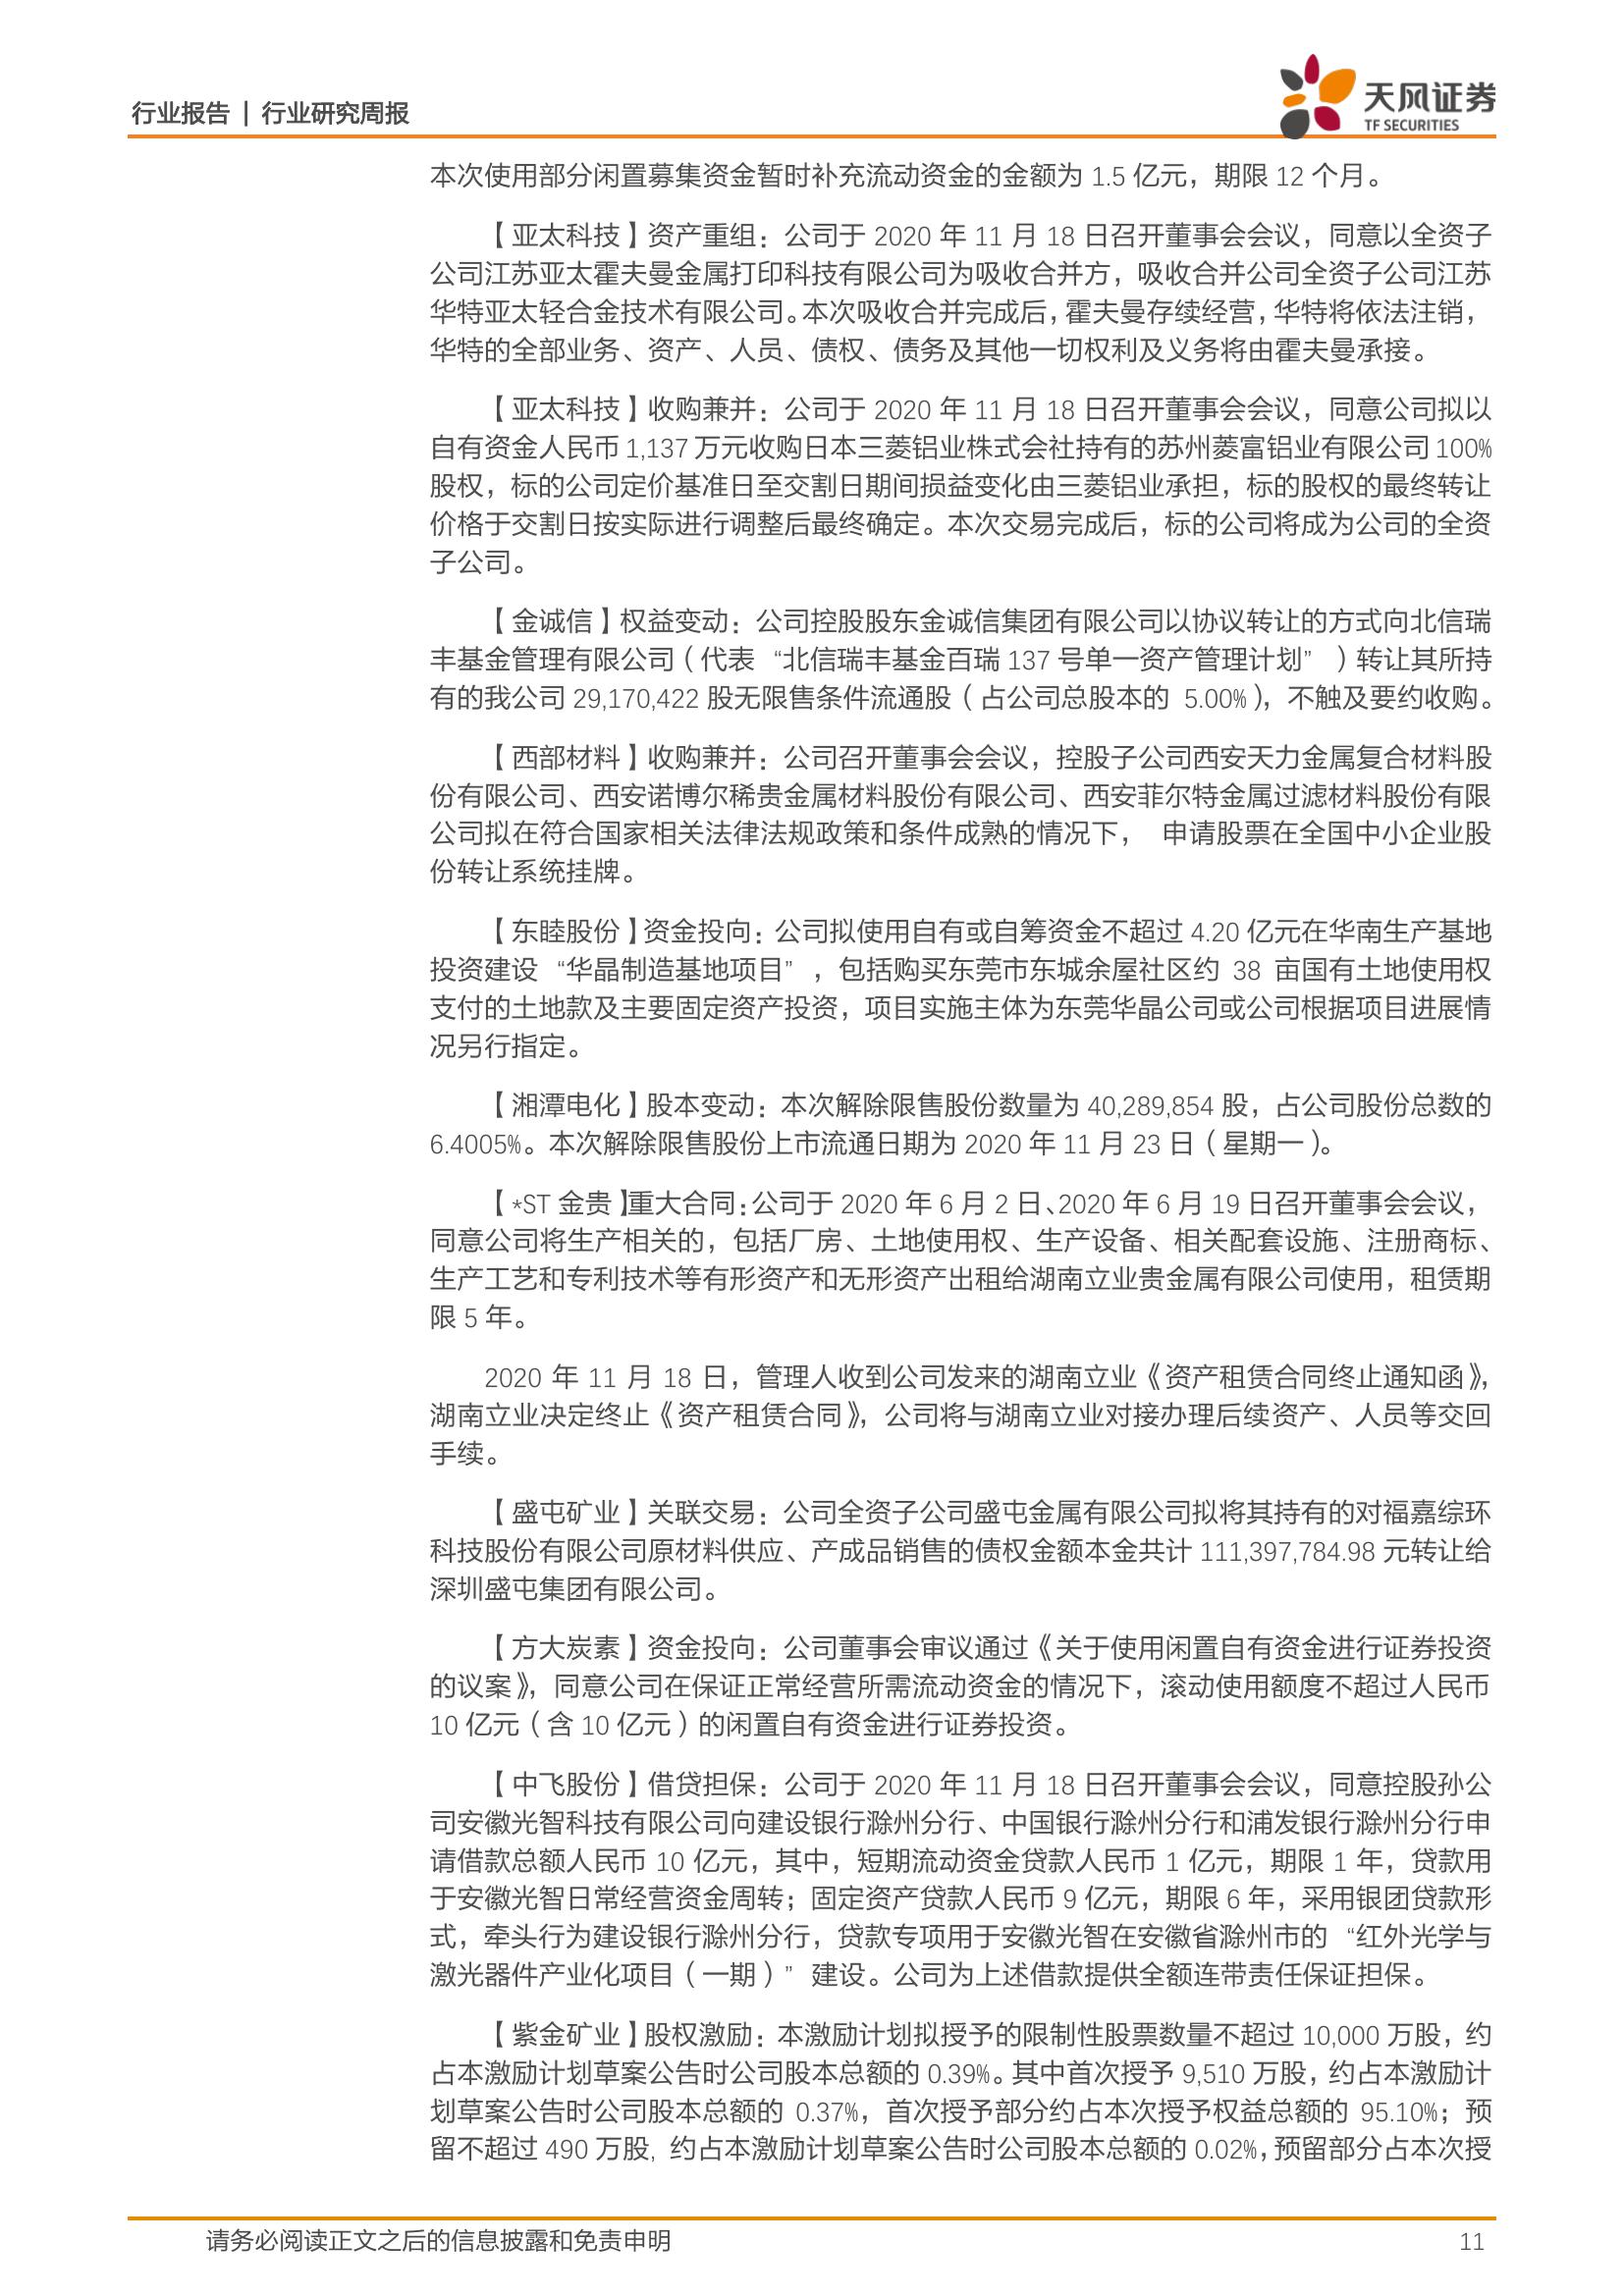 行业报告 | 行业研究周报
天风证券
TF SECURITIES
本次使用部分闲置募集资金暂时补充流动资金的金额为 1.5 亿元，期限 12 个月。
【亚太科技】资产重组：公司于 2020 年 11 月 18 日召开董事会会议，同意以全资子
公司江苏亚太霍夫曼金属打印科技有限公司为吸收合并方，吸收合并公司全资子公司江苏
华特亚太轻合金技术有限公司。本次吸收合并完成后，霍夫曼存续经营，华特将依法注销，
华特的全部业务、资产、人员、债权、债务及其他一切权利及义务将由霍夫曼承接。
【亚太科技】收购兼并：公司于 2020 年 11 月 18 日召开董事会会议，同意公司拟以
自有资金人民币 1,137 万元收购日本三菱铝业株式会社持有的苏州菱富铝业有限公司 100%
股权，标的公司定价基准日至交割日期间损益变化由三菱铝业承担，标的股权的最终转让
价格于交割日按实际进行调整后最终确定。本次交易完成后，标的公司将成为公司的全资
子公司。
【金诚信】权益变动：公司控股股东金诚信集团有限公司以协议转让的方式向北信瑞
丰基金管理有限公司（代表 “北信瑞丰基金百瑞 137 号单一资产管理计划” ）转让其所持
有的我公司 29,170,422 股无限售条件流通股（占公司总股本的 5.00%），不触及要约收购。
【西部材料】收购兼并：公司召开董事会会议，控股子公司西安天力金属复合材料股
份有限公司、西安诺博尔稀贵金属材料股份有限公司、西安菲尔特金属过滤材料股份有限
公司拟在符合国家相关法律法规政策和条件成熟的情况下， 申请股票在全国中小企业股
份转让系统挂牌。
【东睦股份】资金投向：公司拟使用自有或自筹资金不超过 4.20 亿元在华南生产基地
投资建设 “华晶制造基地项目” ，包括购买东莞市东城余屋社区约 38 亩国有土地使用权
支付的土地款及主要固定资产投资，项目实施主体为东莞华晶公司或公司根据项目进展情
况另行指定。
【湘潭电化】股本变动：本次解除限售股份数量为 40,289,854 股，占公司股份总数的
6.4005%。本次解除限售股份上市流通日期为 2020 年 11 月 23 日（星期一）。
【*ST 金贵】重大合同：公司于 2020 年 6 月 2 日、2020 年 6 月 19 日召开董事会会议，
同意公司将生产相关的，包括厂房、土地使用权、生产设备、相关配套设施、注册商标、
生产工艺和专利技术等有形资产和无形资产出租给湖南立业贵金属有限公司使用，租赁期
限 5 年。
2020 年 11 月 18 日，管理人收到公司发来的湖南立业《资产租赁合同终止通知函》，
湖南立业决定终止《资产租赁合同》，公司将与湖南立业对接办理后续资产、人员等交回
手续。
【盛屯矿业】关联交易：公司全资子公司盛屯金属有限公司拟将其持有的对福嘉综环
科技股份有限公司原材料供应、产成品销售的债权金额本金共计 111,397,784.98 元转让给
深圳盛屯集团有限公司。
【方大炭素】资金投向：公司董事会审议通过《关于使用闲置自有资金进行证券投资
的议案》，同意公司在保证正常经营所需流动资金的情况下，滚动使用额度不超过人民币
10 亿元（含 10 亿元）的闲置自有资金进行证券投资。
【中飞股份】借贷担保：公司于 2020 年 11 月 18 日召开董事会会议，同意控股孙公
司安徽光智科技有限公司向建设银行滁州分行、中国银行滁州分行和浦发银行滁州分行申
请借款总额人民币 10 亿元，其中，短期流动资金贷款人民币 1 亿元，期限 1 年，贷款用
于安徽光智日常经营资金周转；固定资产贷款人民币 9 亿元，期限 6 年，采用银团贷款形
式，牵头行为建设银行滁州分行，贷款专项用于安徽光智在安徽省滁州市的 “红外光学与
激光器件产业化项目（一期）” 建设。公司为上述借款提供全额连带责任保证担保。
【紫金矿业】股权激励：本激励计划拟授予的限制性股票数量不超过 10,000 万股，约
占本激励计划草案公告时公司股本总额的 0.39%。其中首次授予 9,510 万股，约占本激励计
划草案公告时公司股本总额的 0.37%，首次授予部分约占本次授予权益总额的 95.10%；预
留不超过 490 万股, 约占本激励计划草案公告时公司股本总额的 0.02%，预留部分占本次授
请务必阅读正文之后的信息披露和免责申明
11